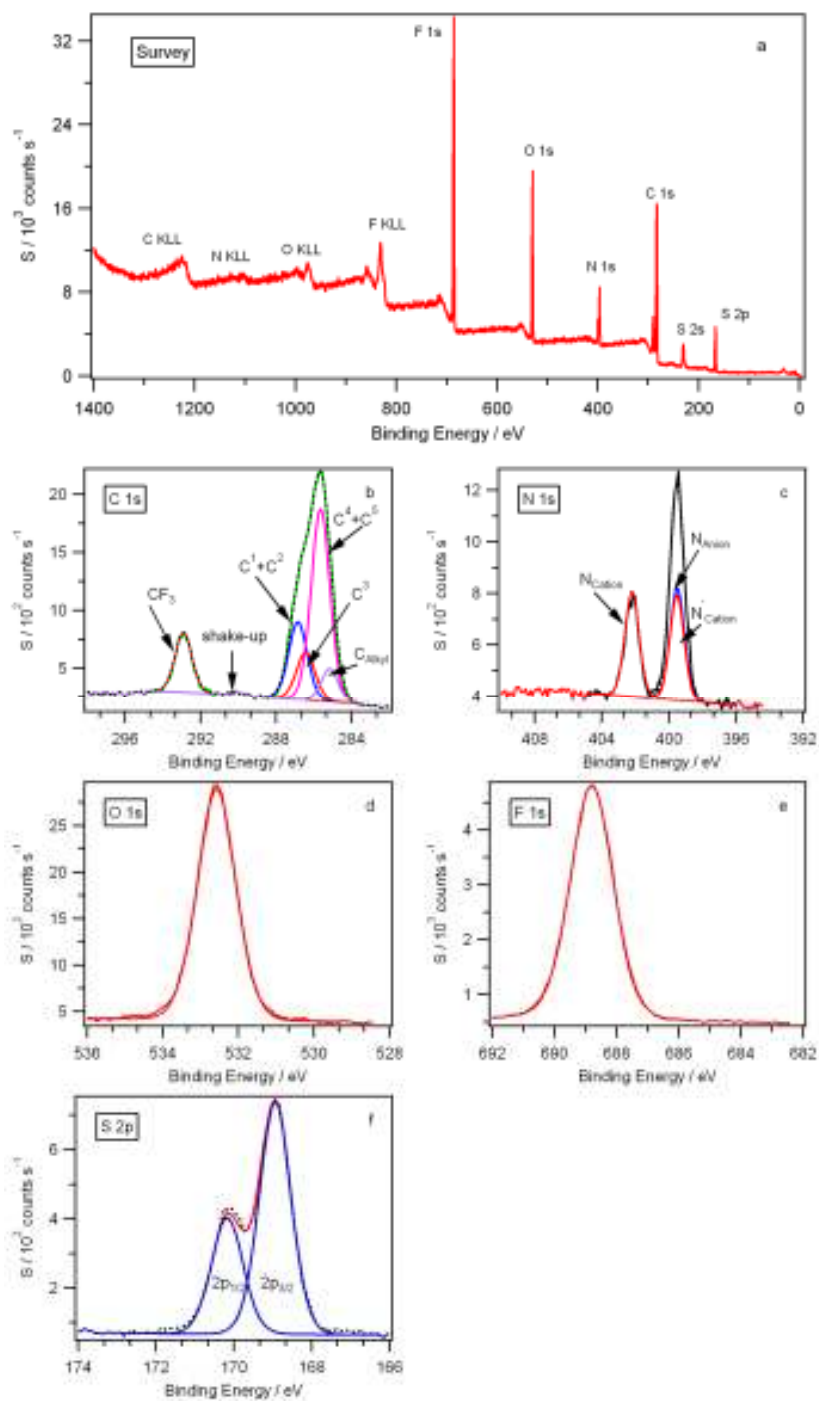 Survey
a
F 1s
O 1s
C 1s
N 1s
S 2s
S 2p
C KLL
N KLL
O KLL
F KLL
32
24
16
8
0
S / 10³ counts s⁻¹
1400
1200
1000
800
600
400
200
0
Binding Energy / eV
C 1s
b
CF₃
shake-up
C¹+C²
C⁴+C⁵
C³
C Alkyl
20
15
10
5
S / 10² counts s⁻¹
296
292
288
284
Binding Energy / eV
N 1s
c
N Cation
N Anion
N' Cation
12
10
8
6
4
S / 10² counts s⁻¹
408
404
400
396
392
Binding Energy / eV
O 1s
d
25
20
15
10
5
S / 10² counts s⁻¹
536
534
532
530
528
Binding Energy / eV
F 1s
e
4
3
2
1
S / 10³ counts s⁻¹
692
690
688
686
684
682
Binding Energy / eV
S 2p
f
2p₁/₂
2p₃/₂
6
4
2
S / 10² counts s⁻¹
174
172
170
168
166
Binding Energy / eV